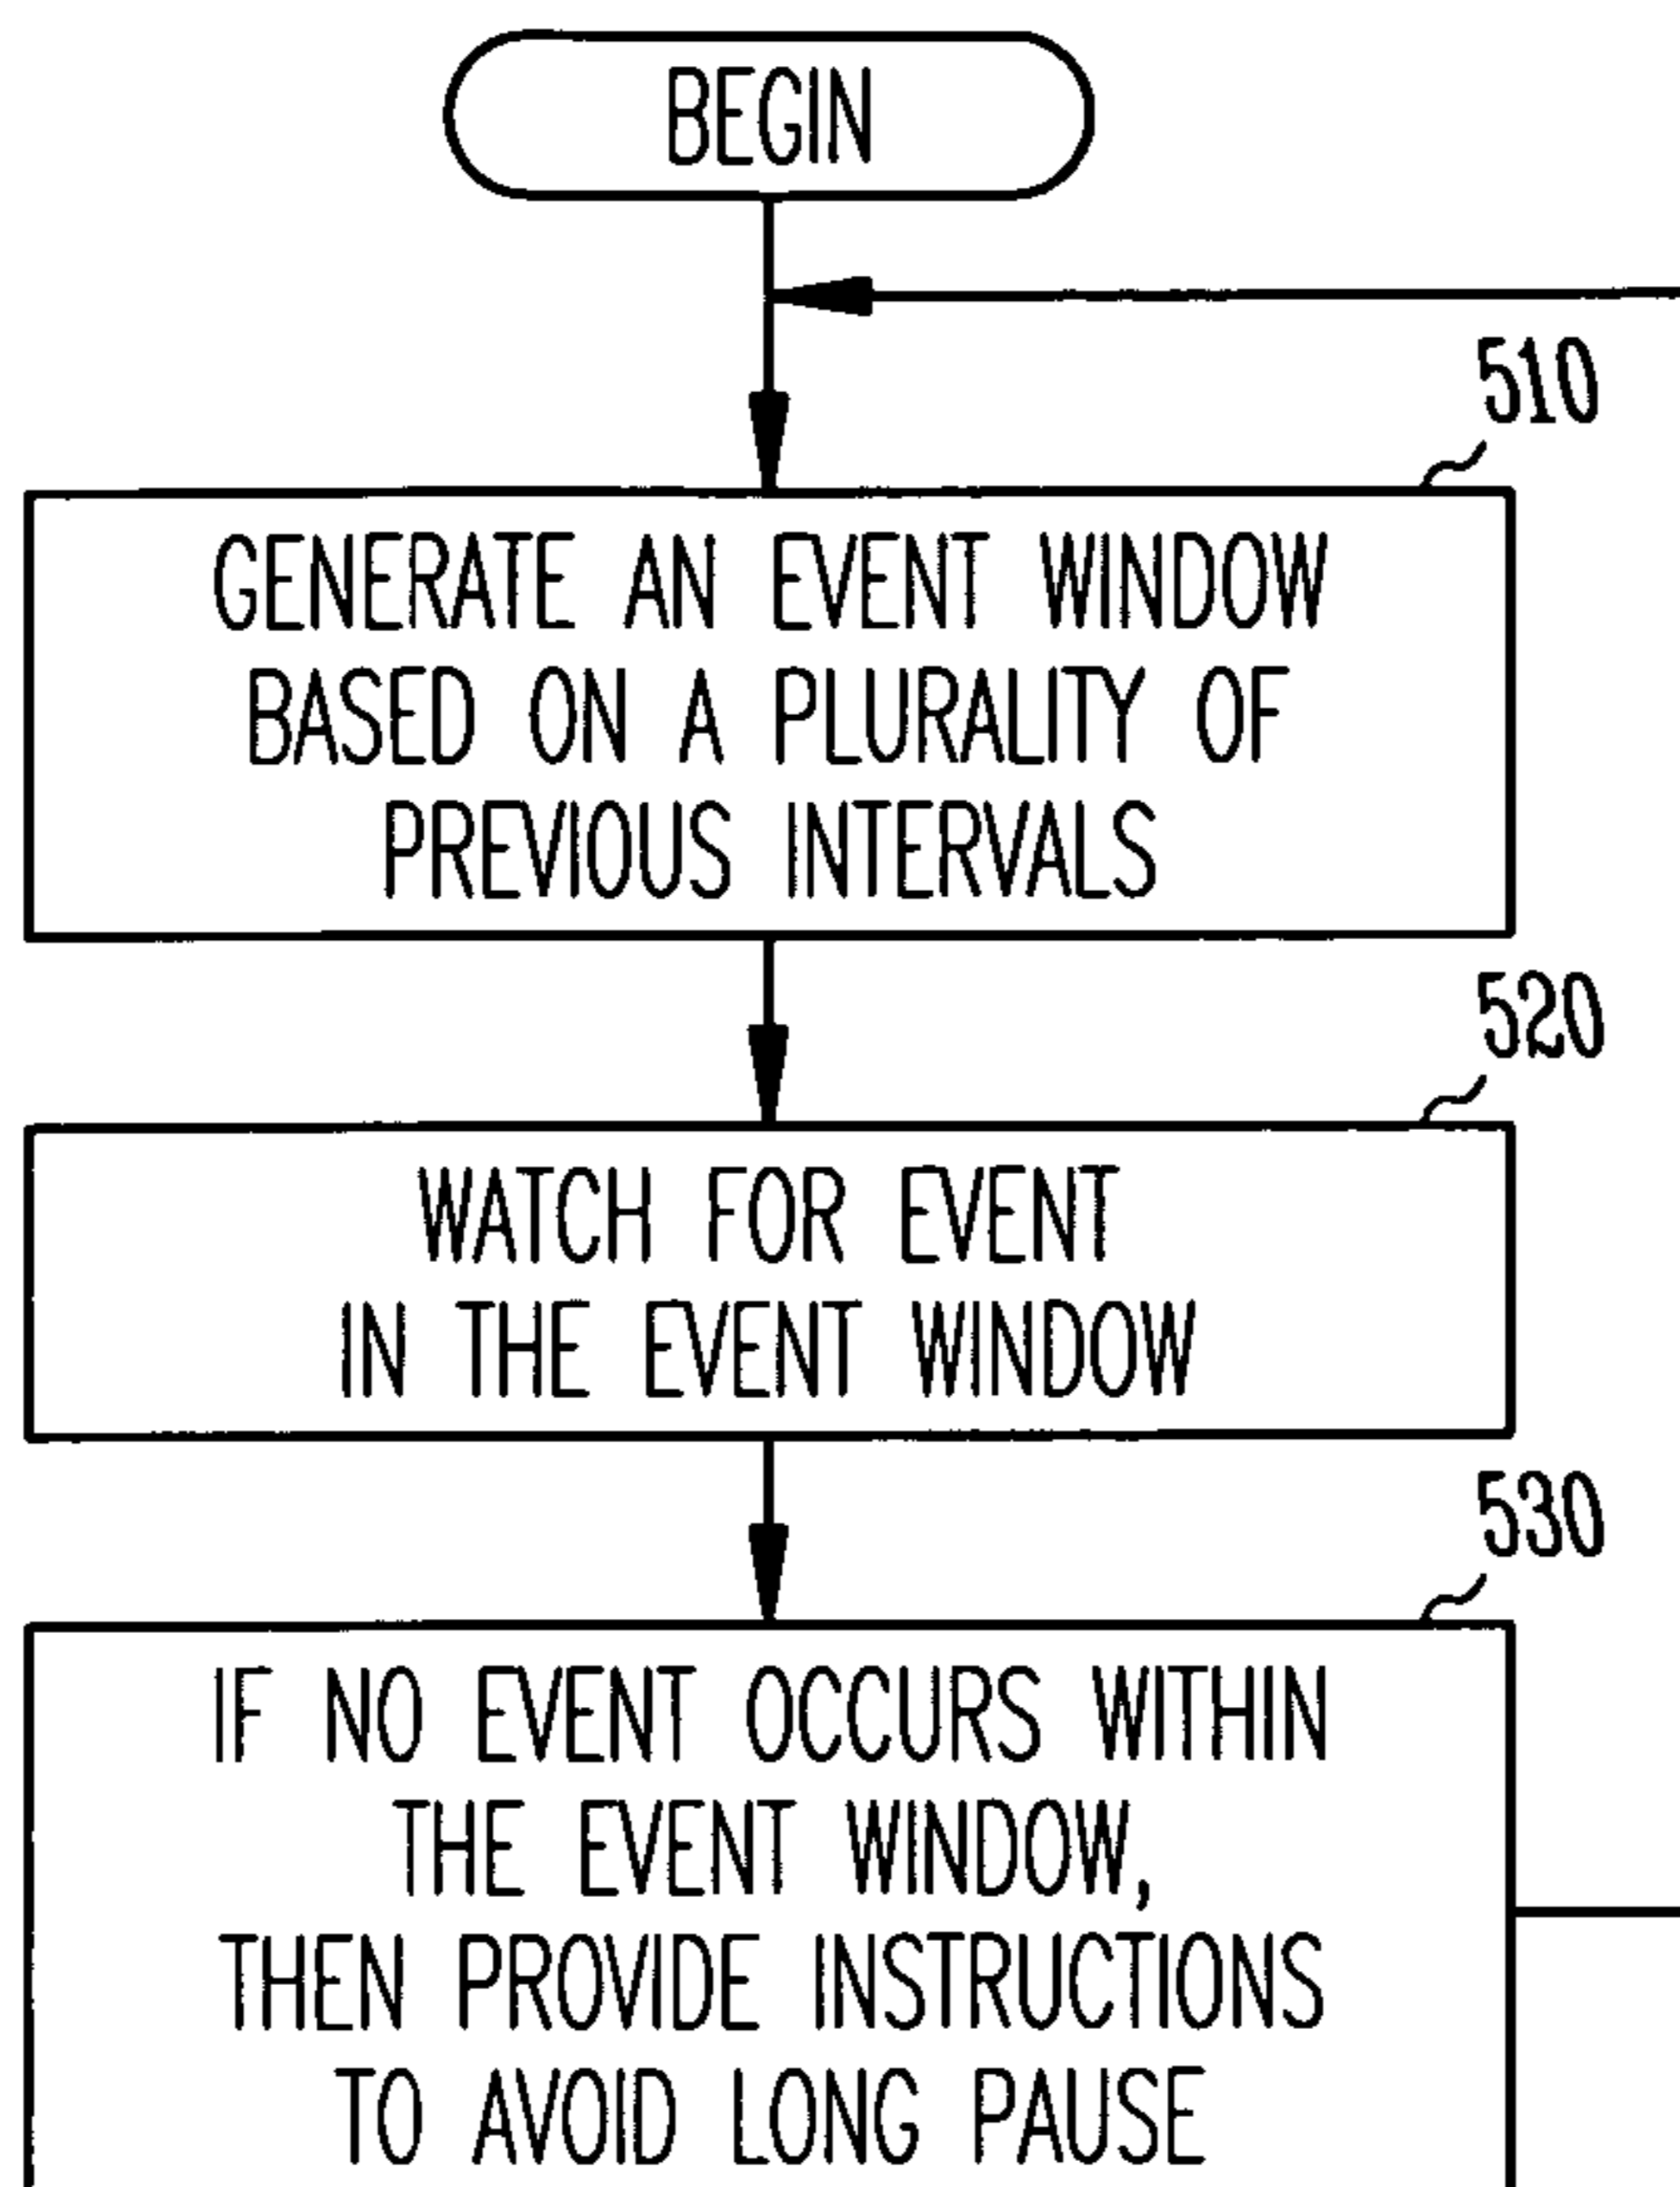 BEGIN
510
GENERATE AN EVENT WINDOW
BASED ON A PLURALITY OF
PREVIOUS INTERVALS
520
WATCH FOR EVENT
IN THE EVENT WINDOW
530
IF NO EVENT OCCURS WITHIN
THE EVENT WINDOW,
THEN PROVIDE INSTRUCTIONS
TO AVOID LONG PAUSE